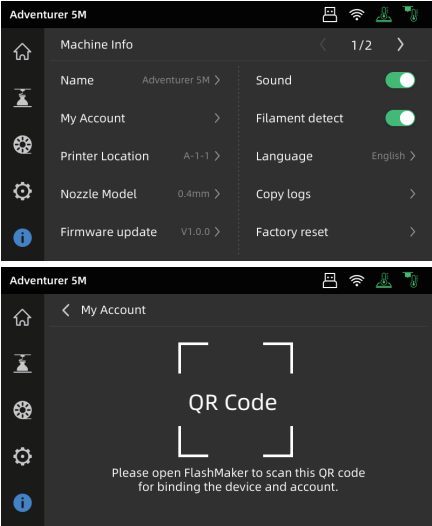 Adventurer 5M
Machine Info
1/2
Name Adventurer 5M
Sound
My Account
Filament detect
Printer Location A-1-1
Language English
Nozzle Model 0.4mm
Copy logs
Firmware update V1.0.0
Factory reset
Adventurer 5M
My Account
QR Code
Please open FlashMaker to scan this QR code
for binding the device and account.